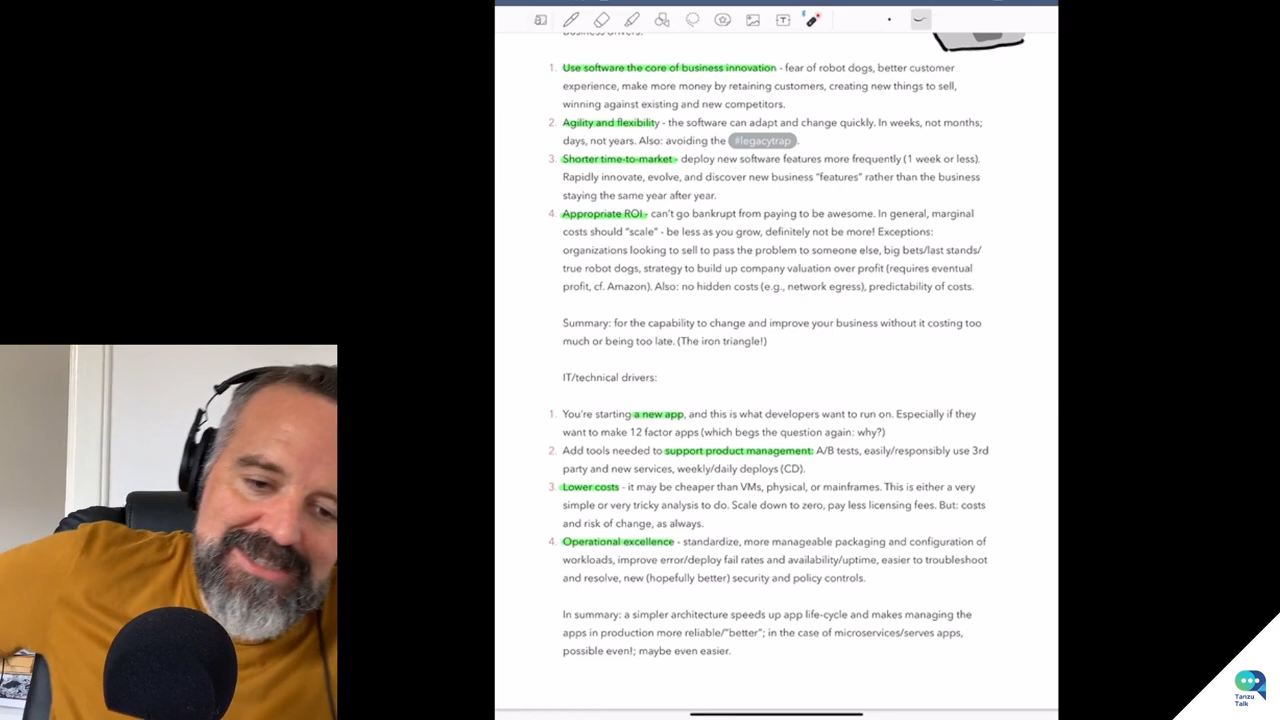 Business drivers:
1. Use software the core of business innovation - fear of robot dogs, better customer
experience, make more money by retaining customers, creating new things to sell,
winning against existing and new competitors.
2. Agility and flexibility - the software can adapt and change quickly. In weeks, not months;
days, not years. Also: avoiding the #legacytrap.
3. Shorter time-to-market - deploy new software features more frequently (1 week or less).
Rapidly innovate, evolve, and discover new business "features" rather than the business
staying the same year after year.
4. Appropriate ROI - can't go bankrupt from paying to be awesome. In general, marginal
costs should "scale" - be less as you grow, definitely not be more! Exceptions:
organizations looking to sell to pass the problem to someone else, big bets/last stands/
true robot dogs, strategy to build up company valuation over profit (requires eventual
profit, cf. Amazon). Also: no hidden costs (e.g., network egress), predictability of costs.
Summary: for the capability to change and improve your business without it costing too
much or being too late. (The iron triangle!)
IT/technical drivers:
1. You're starting a new app, and this is what developers want to run on. Especially if they
want to make 12 factor apps (which begs the question again: why?)
2. Add tools needed to support product management: A/B tests, easily/responsibly use 3rd
party and new services, weekly/daily deploys (CD).
3. Lower costs - it may be cheaper than VMs, physical, or mainframes. This is either a very
simple or very tricky analysis to do. Scale down to zero, pay less licensing fees. But: costs
and risk of change, as always.
4. Operational excellence - standardize, more manageable packaging and configuration of
workloads, improve error/deploy fail rates and availability/uptime, easier to troubleshoot
and resolve, new (hopefully better) security and policy controls.
In summary: a simpler architecture speeds up app life-cycle and makes managing the
apps in production more reliable/"better"; in the case of microservices/serves apps,
possible even!; maybe even easier.
Tanzu
Talk